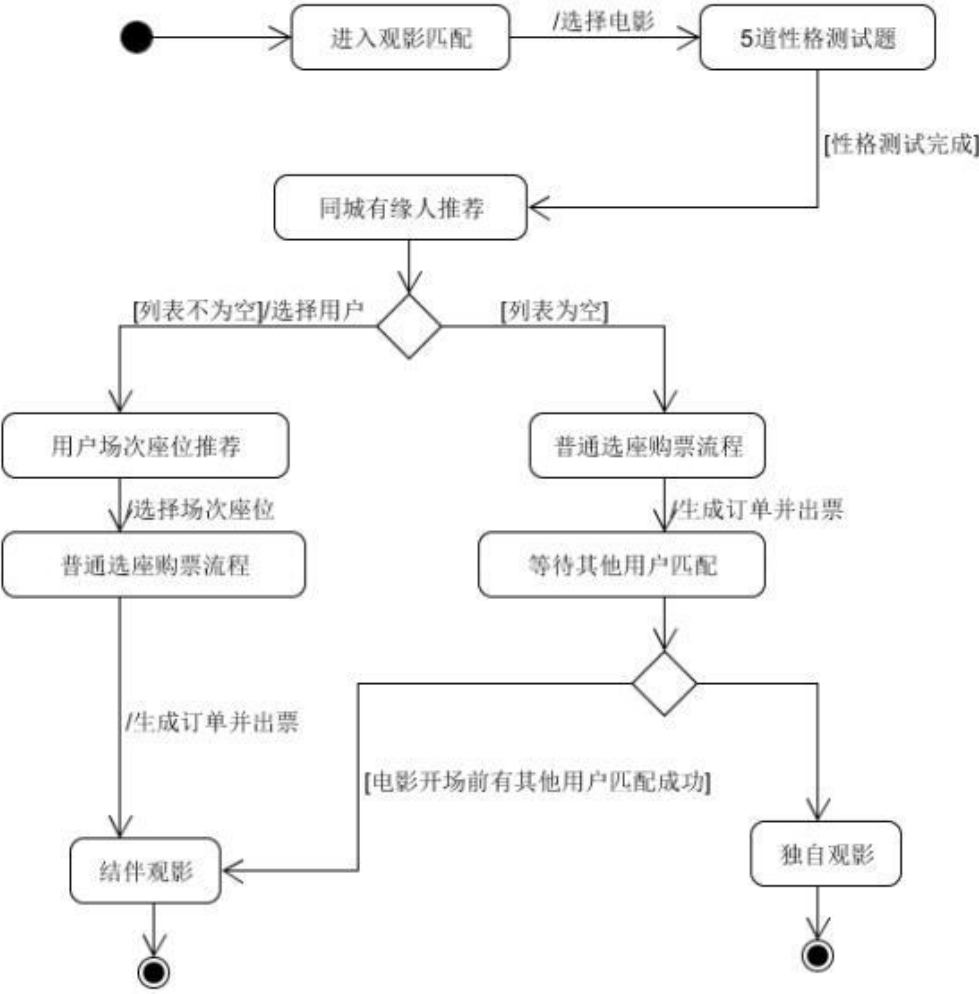 进入观影匹配
/选择电影
5道性格测试题
[性格测试完成]
同城有缘人推荐
[列表不为空]/选择用户
[列表为空]
用户场次座位推荐
普通选座购票流程
/选择场次座位
/生成订单并出票
普通选座购票流程
等待其他用户匹配
/生成订单并出票
[电影开场前有其他用户匹配成功]
结伴观影
独自观影